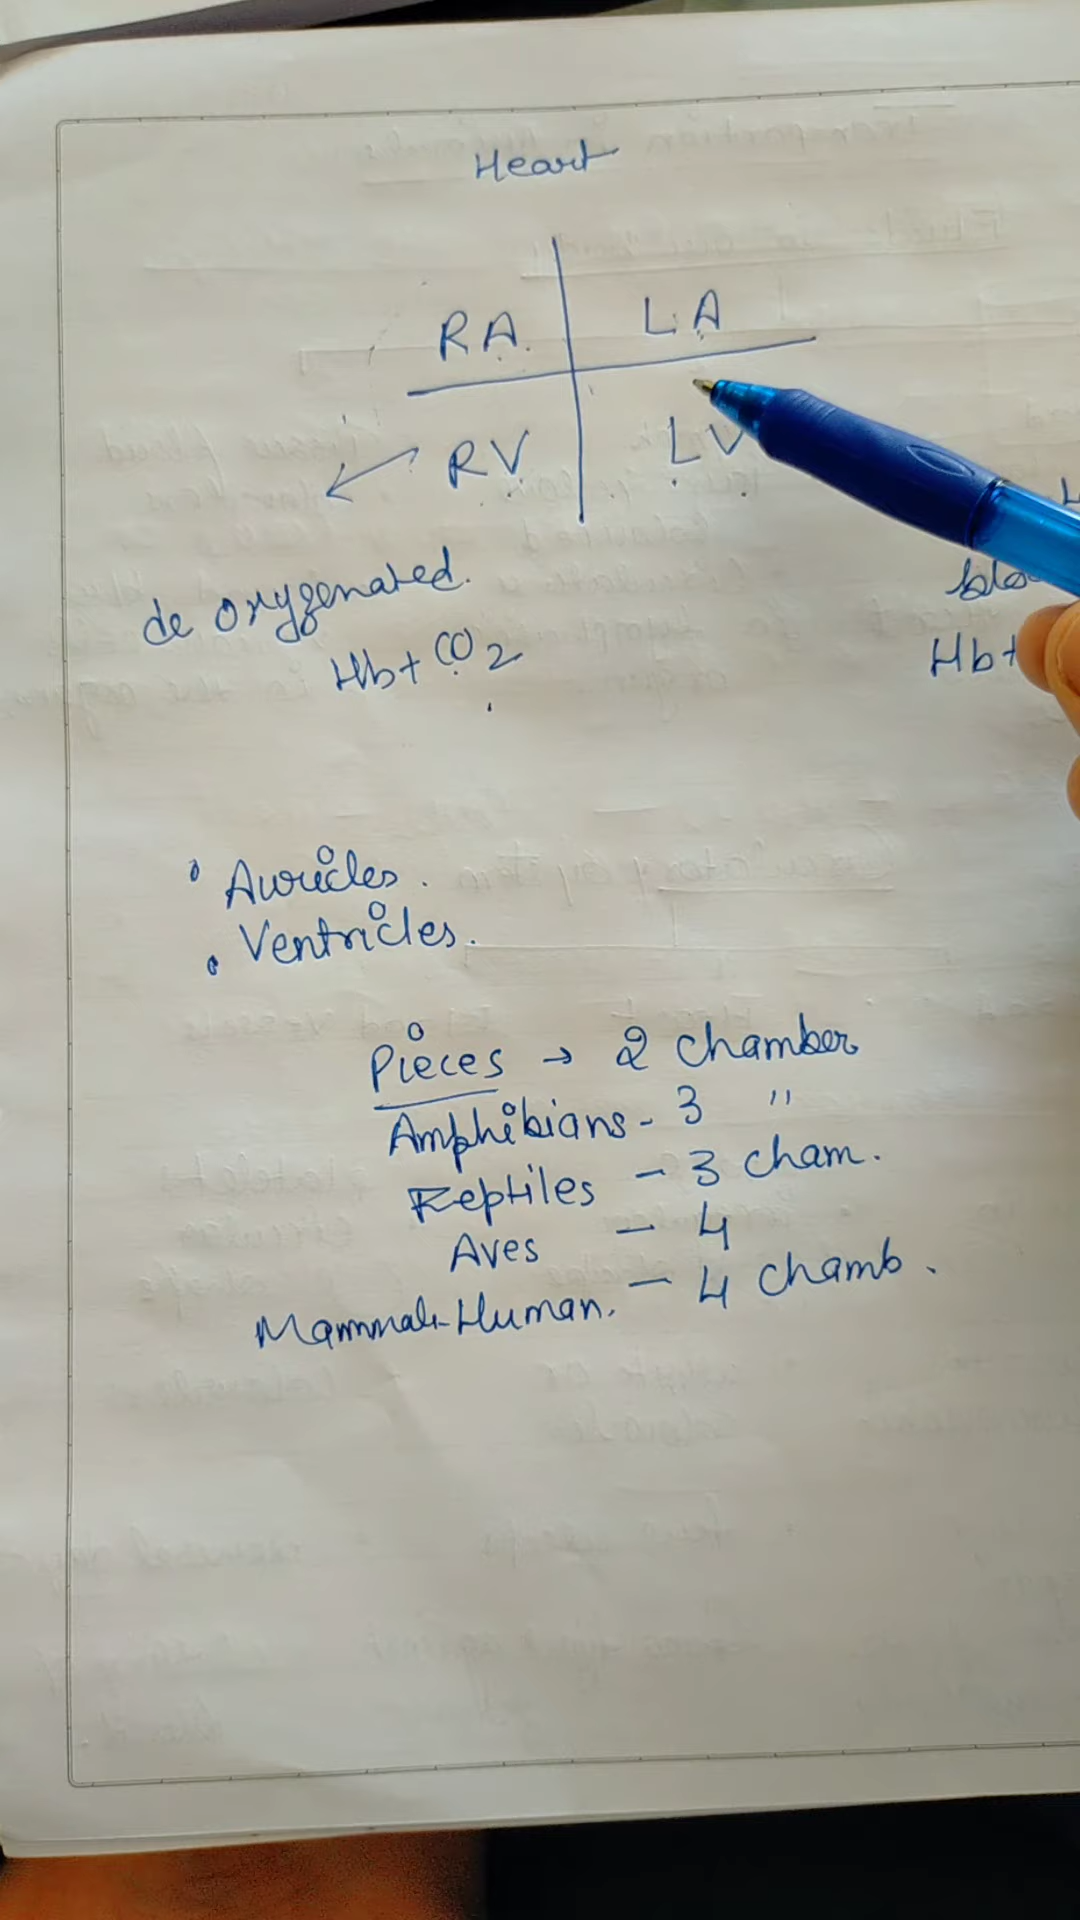 Heart
RA LA
RV LV
de oxygenated.
Hb + CO2
Hb+
• Auricles.
• Ventricles.
Pieces → 2 chamber
Amphibians - 3 "
Reptiles - 3 cham.
Aves - 4
Mammals-Human. - 4 chamb.